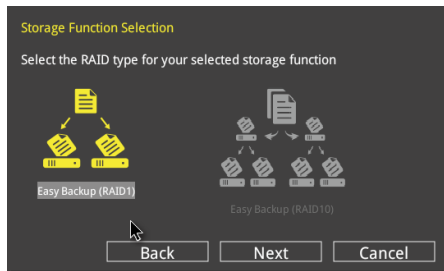 Storage Function Selection
Select the RAID type for your selected storage function
Easy Backup (RAID1)
Easy Backup (RAID10)
Back
Next
Cancel